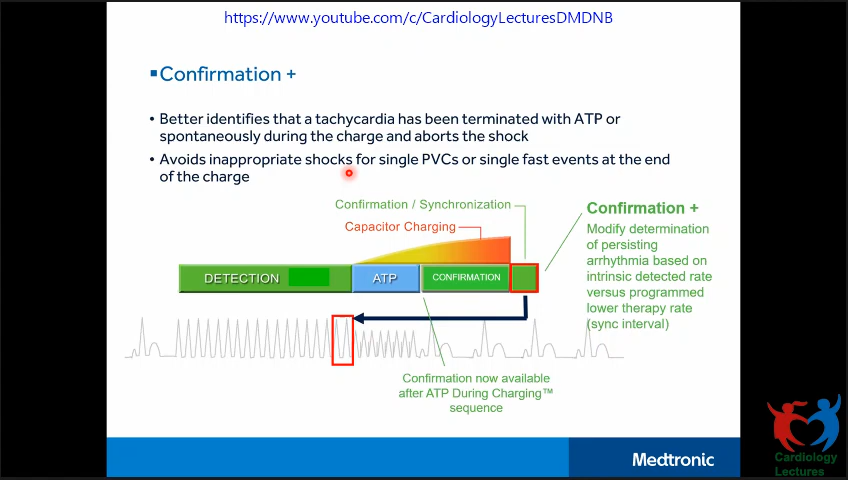 https://www.youtube.com/c/CardiologyLecturesDMDNB
▪Confirmation +
• Better identifies that a tachycardia has been terminated with ATP or
spontaneously during the charge and aborts the shock
• Avoids inappropriate shocks for single PVCs or single fast events at the end
of the charge
Confirmation / Synchronization
Capacitor Charging
DETECTION
ATP
CONFIRMATION
Confirmation +
Modify determination
of persisting
arrhythmia based on
intrinsic detected rate
versus programmed
lower therapy rate
(sync interval)
Confirmation now available
after ATP During Charging™
sequence
Medtronic
Cardiology
Lectures